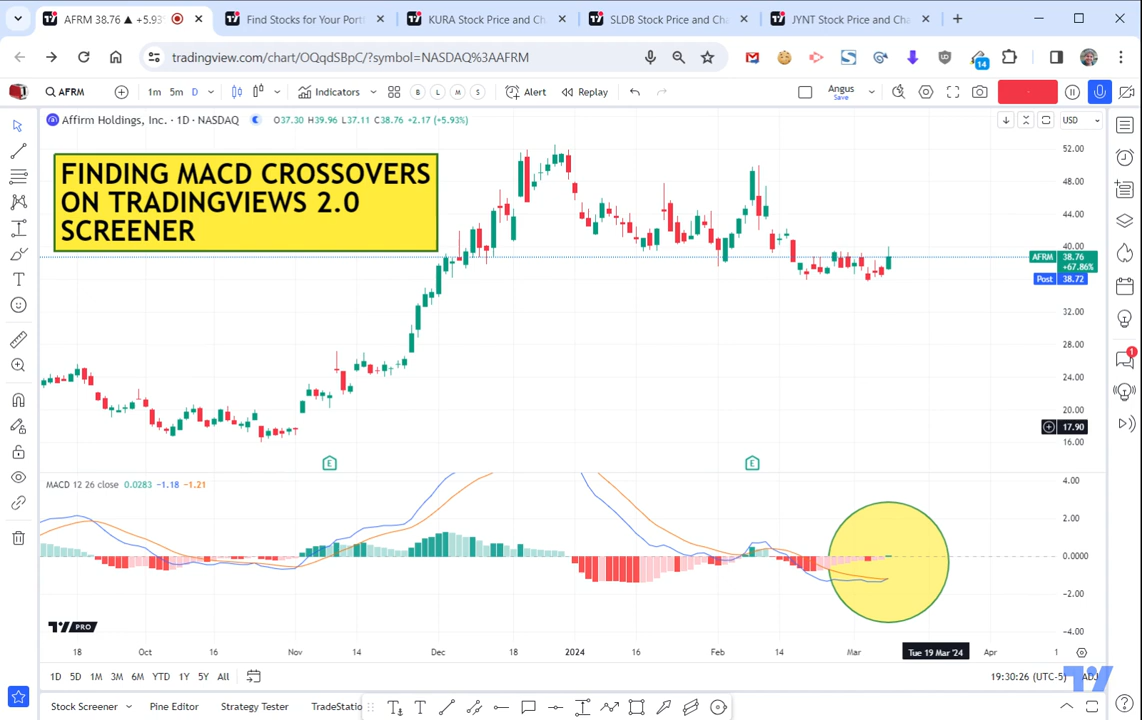 AFRM 38.76 ▲ +5.93
Find Stocks for Your Port
KURA Stock Price and Ch
SLDB Stock Price and Cha
JYNT Stock Price and Cha
tradingview.com/chart/OQqdSBpC/?symbol=NASDAQ%3AAFRM
14
AFRM
1m 5m D
Indicators
B L M S
Alert
Replay
Angus
Save
Affirm Holdings, Inc. · 1D · NASDAQ
O37.30 H39.96 L37.11 C38.76 +2.17 (+5.93%)
USD
FINDING MACD CROSSOVERS
ON TRADINGVIEWS 2.0
SCREENER
52.00
48.00
44.00
40.00
AFRM 38.76
+67.86%
Post 38.72
32.00
28.00
24.00
20.00
17.90
16.00
1
E
E
MACD 12 26 close 0.0283 −1.18 −1.21
4.00
2.00
0.0000
−2.00
−4.00
PRO
18 Oct 16 Nov 14 Dec 18 2024 16 Feb 14 Mar Tue 19 Mar '24 Apr 1
1D 5D 1M 3M 6M YTD 1Y 5Y All
19:30:26 (UTC-5)
ADJ
Stock Screener
Pine Editor
Strategy Tester
TradeStatio